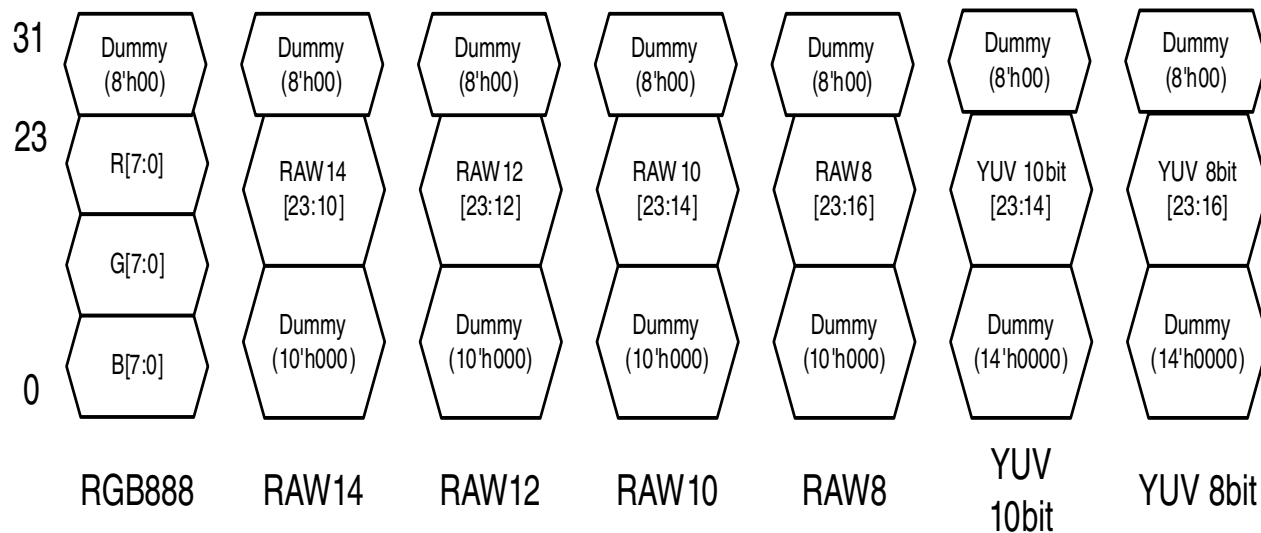 31
23
0
Dummy
(8'h00)
R[7:0]
G[7:0]
B[7:0]
RGB888
Dummy
(8'h00)
RAW14
[23:10]
Dummy
(10'h000)
RAW14
Dummy
(8'h00)
RAW12
[23:12]
Dummy
(10'h000)
RAW12
Dummy
(8'h00)
RAW10
[23:14]
Dummy
(10'h000)
RAW10
Dummy
(8'h00)
RAW8
[23:16]
Dummy
(10'h000)
RAW8
Dummy
(8'h00)
YUV 10bit
[23:14]
Dummy
(14'h0000)
YUV
10bit
Dummy
(8'h00)
YUV 8bit
[23:16]
Dummy
(14'h0000)
YUV 8bit